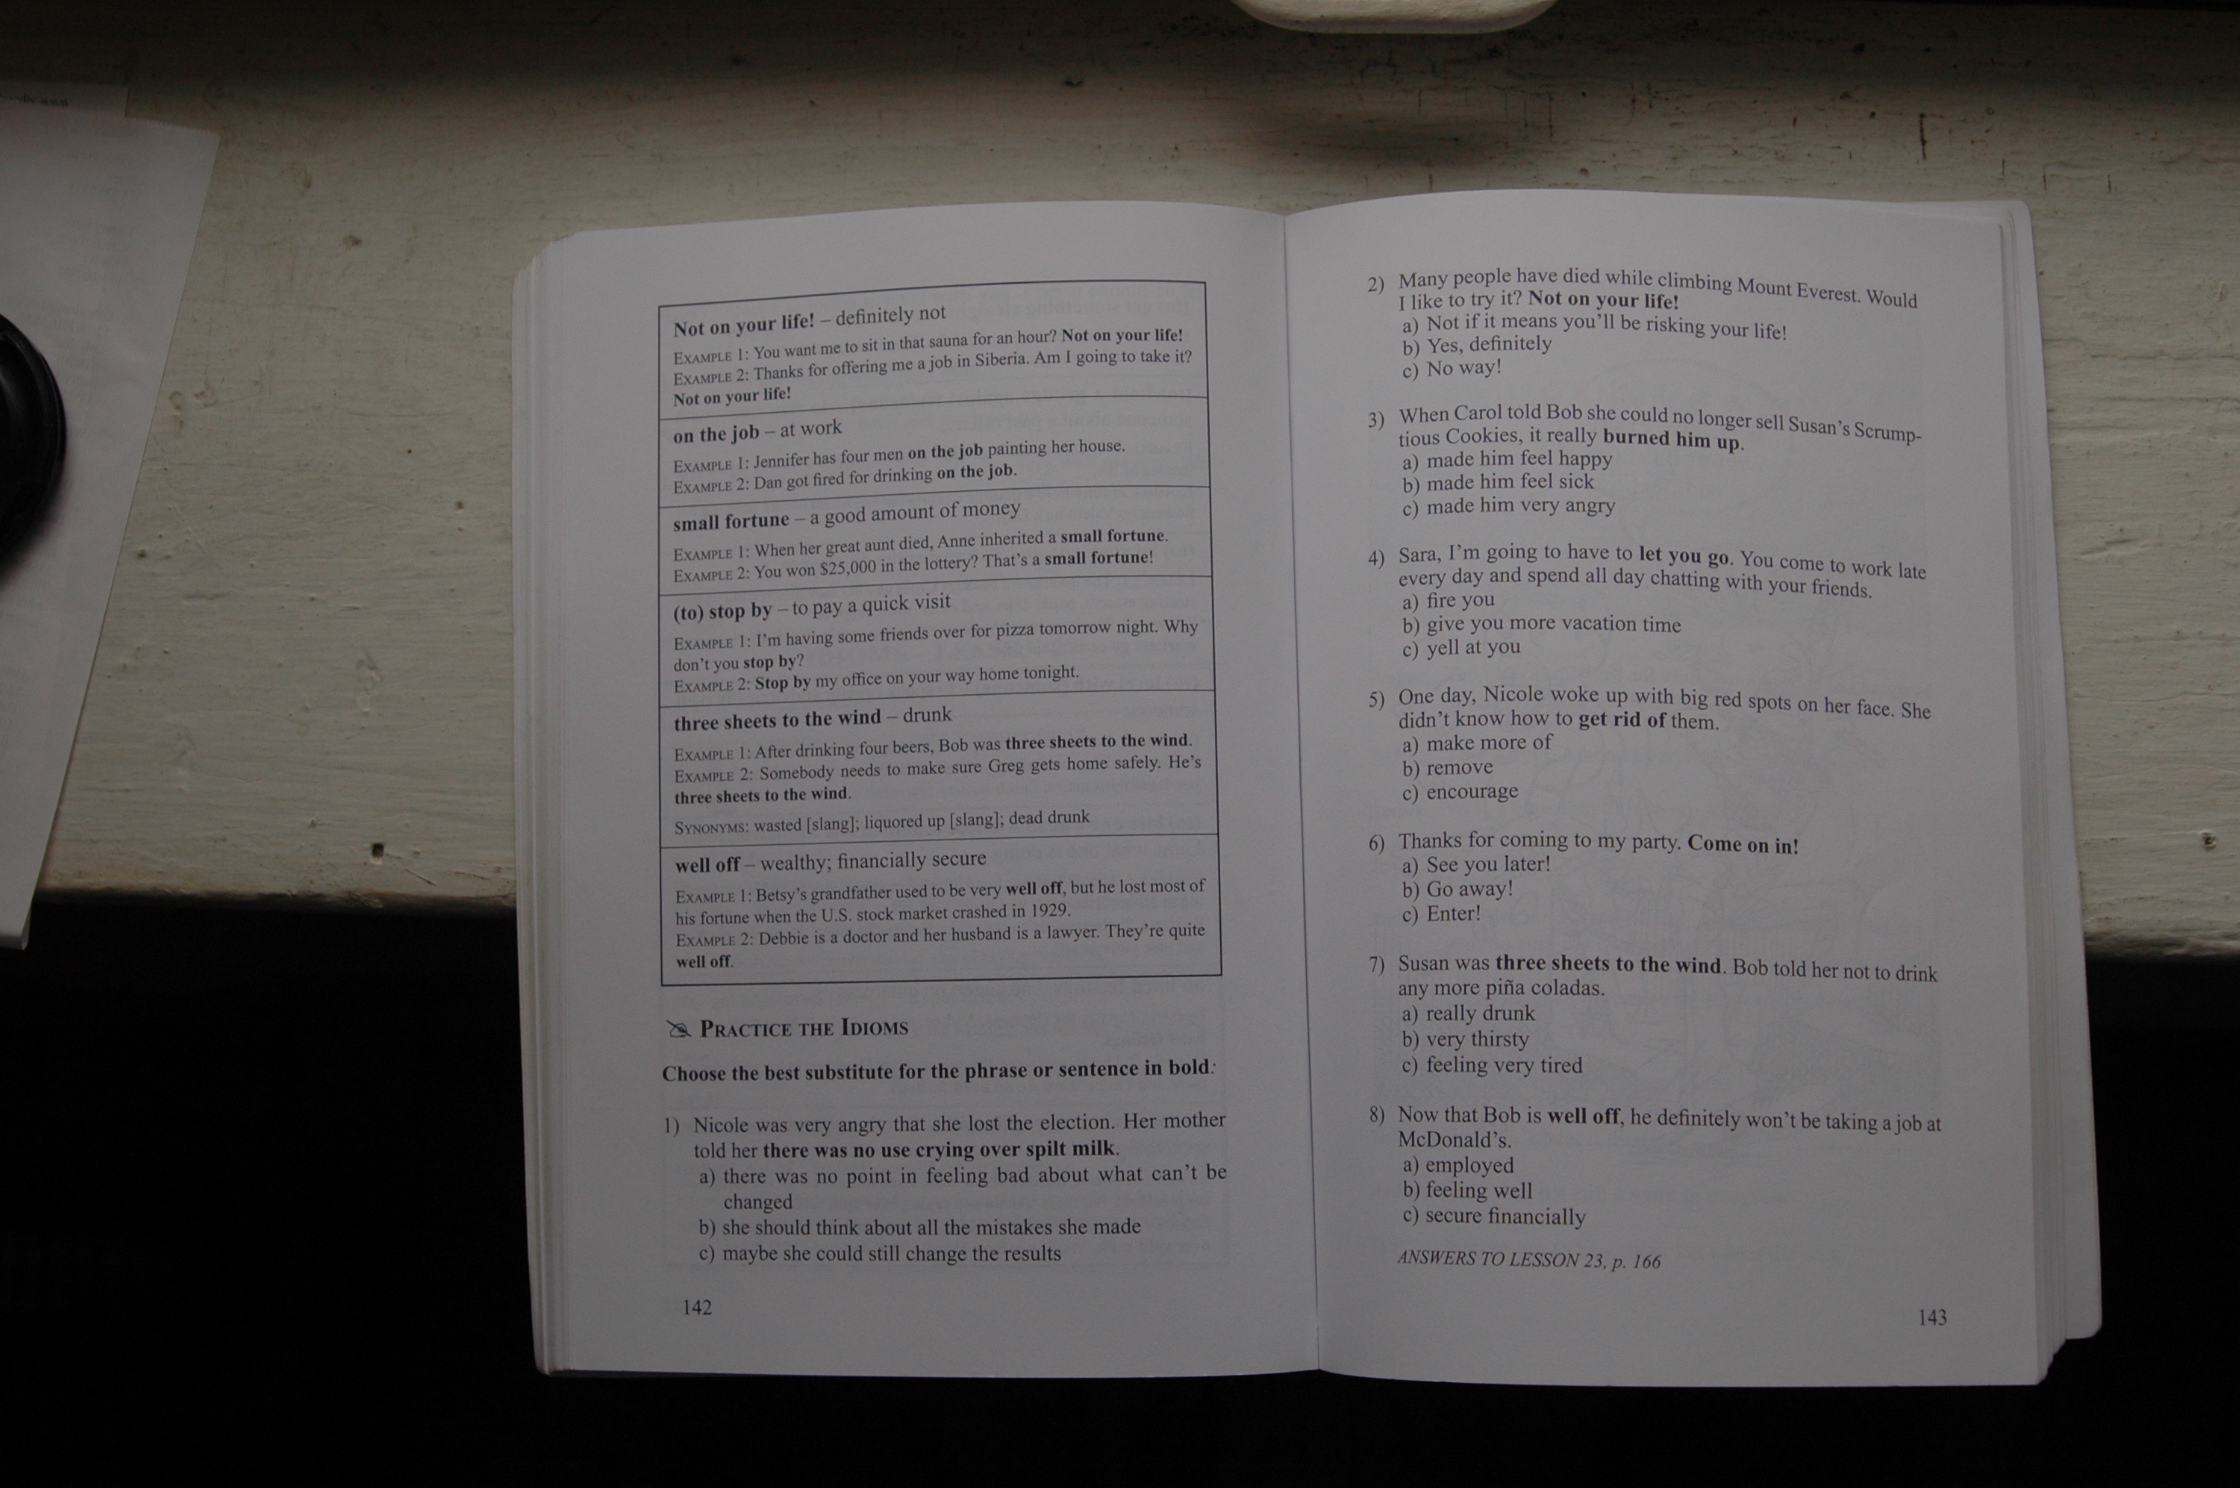 Not on your life! – definitely not
EXAMPLE 1: You want me to sit in that sauna for an hour? Not on your life!
EXAMPLE 2: Thanks for offering me a job in Siberia. Am I going to take it?
Not on your life!
on the job – at work
EXAMPLE 1: Jennifer has four men on the job painting her house.
EXAMPLE 2: Dan got fired for drinking on the job.
small fortune – a good amount of money
EXAMPLE 1: When her great aunt died, Anne inherited a small fortune.
EXAMPLE 2: You won $25,000 in the lottery? That's a small fortune!
(to) stop by – to pay a quick visit
EXAMPLE 1: I'm having some friends over for pizza tomorrow night. Why
don't you stop by?
EXAMPLE 2: Stop by my office on your way home tonight.
three sheets to the wind – drunk
EXAMPLE 1: After drinking four beers, Bob was three sheets to the wind.
EXAMPLE 2: Somebody needs to make sure Greg gets home safely. He's
three sheets to the wind.
SYNONYMS: wasted [slang]; liquored up [slang]; dead drunk
well off – wealthy; financially secure
EXAMPLE 1: Betsy's grandfather used to be very well off, but he lost most of
his fortune when the U.S. stock market crashed in 1929.
EXAMPLE 2: Debbie is a doctor and her husband is a lawyer. They're quite
well off.
PRACTICE THE IDIOMS
Choose the best substitute for the phrase or sentence in bold:
1) Nicole was very angry that she lost the election. Her mother
told her there was no use crying over spilt milk.
a) there was no point in feeling bad about what can't be
changed
b) she should think about all the mistakes she made
c) maybe she could still change the results
142
2) Many people have died while climbing Mount Everest. Would
I like to try it? Not on your life!
a) Not if it means you'll be risking your life!
b) Yes, definitely
c) No way!
3) When Carol told Bob she could no longer sell Susan's Scrump-
tious Cookies, it really burned him up.
a) made him feel happy
b) made him feel sick
c) made him very angry
4) Sara, I'm going to have to let you go. You come to work late
every day and spend all day chatting with your friends.
a) fire you
b) give you more vacation time
c) yell at you
5) One day, Nicole woke up with big red spots on her face. She
didn't know how to get rid of them.
a) make more of
b) remove
c) encourage
6) Thanks for coming to my party. Come on in!
a) See you later!
b) Go away!
c) Enter!
7) Susan was three sheets to the wind. Bob told her not to drink
any more piña coladas.
a) really drunk
b) very thirsty
c) feeling very tired
8) Now that Bob is well off, he definitely won't be taking a job at
McDonald's.
a) employed
b) feeling well
c) secure financially
ANSWERS TO LESSON 23, p. 166
143